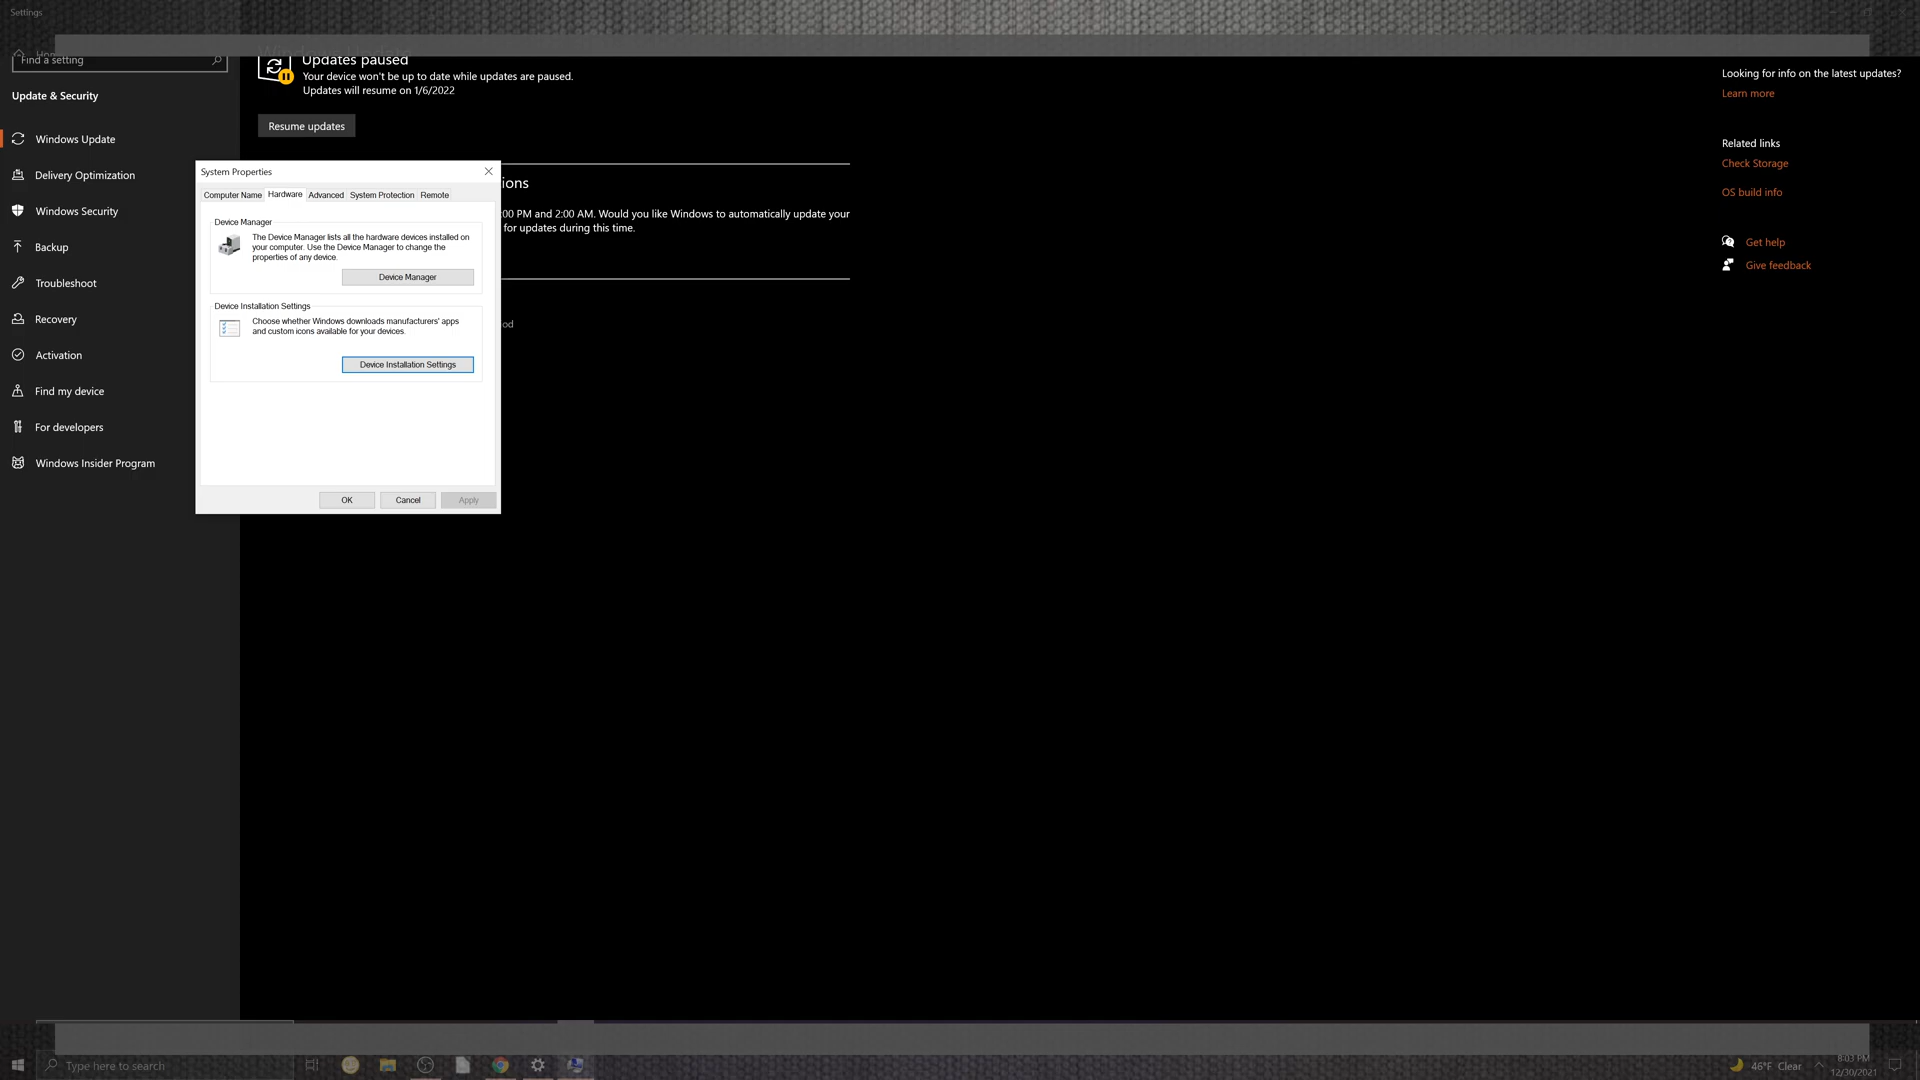 Settings
Home
Find a setting
Update & Security
Windows Update
Delivery Optimization
Windows Security
Backup
Troubleshoot
Recovery
Activation
Find my device
For developers
Windows Insider Program
Windows Update
Updates paused
Your device won't be up to date while updates are paused.
Updates will resume on 1/6/2022
Resume updates
System Properties
Computer Name Hardware Advanced System Protection Remote
Device Manager
The Device Manager lists all the hardware devices installed on
your computer. Use the Device Manager to change the
properties of any device.
Device Manager
Device Installation Settings
Choose whether Windows downloads manufacturers' apps
and custom icons available for your devices.
Device Installation Settings
OK Cancel Apply
ions
:00 PM and 2:00 AM. Would you like Windows to automatically update your
for updates during this time.
iod
Looking for info on the latest updates?
Learn more
Related links
Check Storage
OS build info
Get help
Give feedback
Type here to search
46°F Clear
8:03 PM
12/30/2021